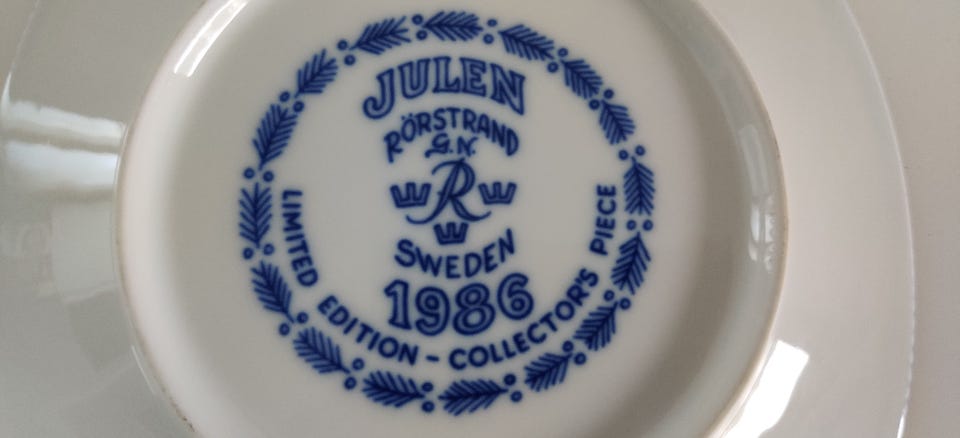 JULEN
RÖRSTRAND
G.N.
R
SWEDEN
1986
LIMITED EDITION - COLLECTOR'S PIECE